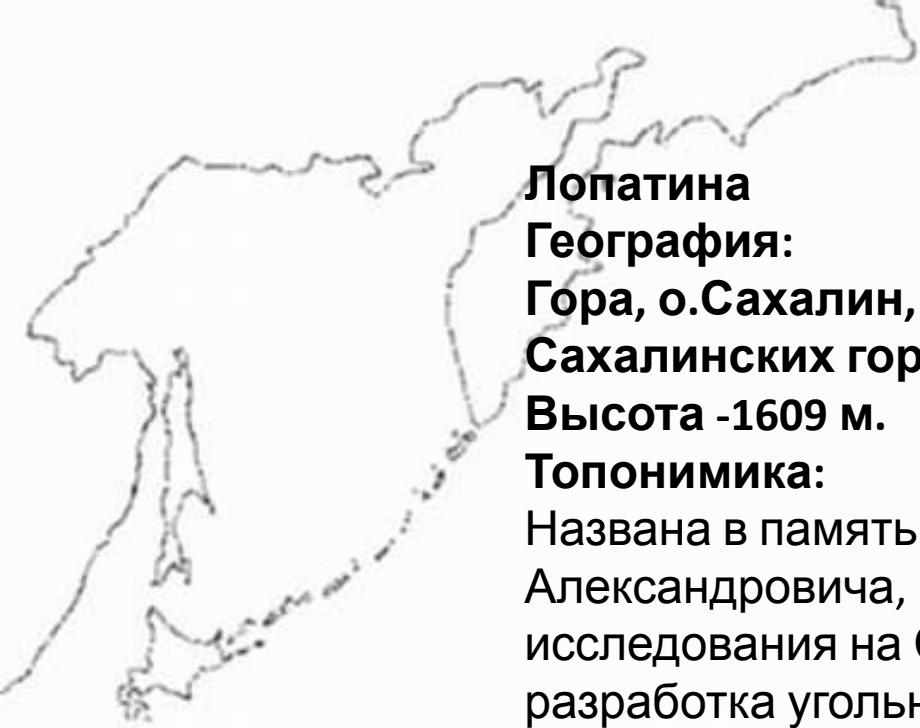 Лопатина
География:
Гора, о.Сахалин,
Сахалинских гор
Высота -1609 м.
Топонимика:
Названа в память
Александровича,
исследования на
разработка угольн